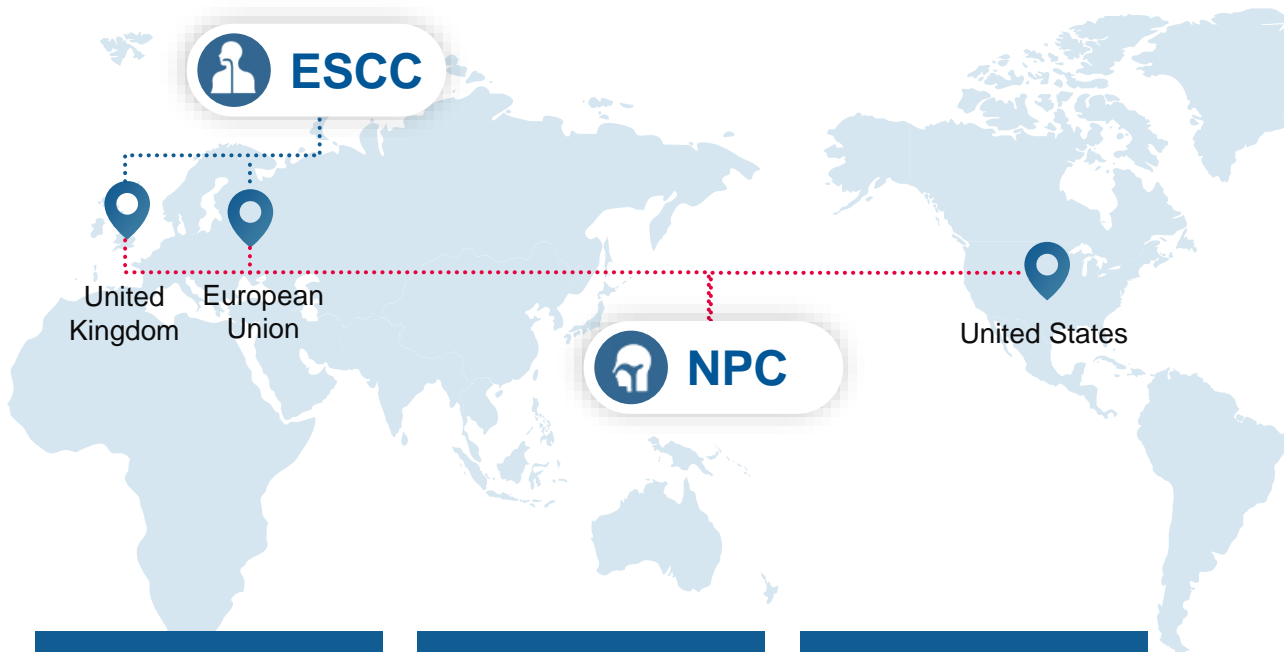 ESCC
United
Kingdom
European
Union
NPC
United States